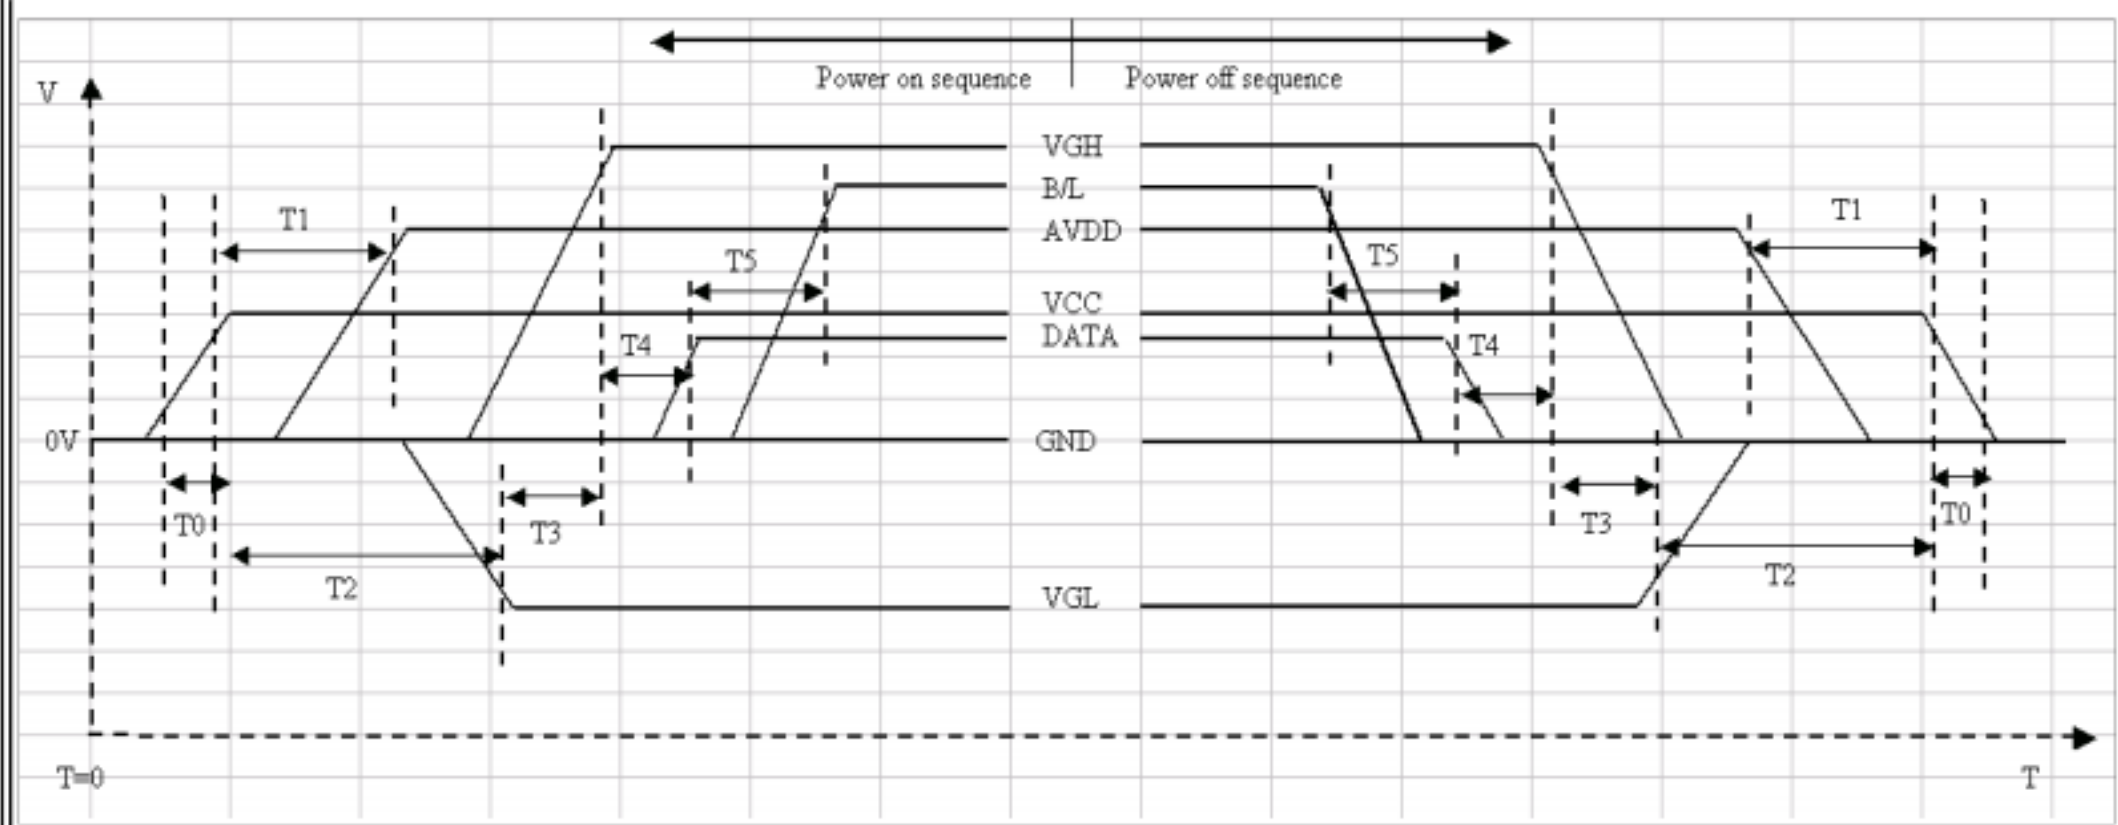 Power on sequence
Power off sequence
V
VGH
B/L
T1
T1
AVDD
T5
T5
VCC
T4
DATA
T4
0V
GND
T0
T3
T3
T0
T2
VGL
T2
T=0
T